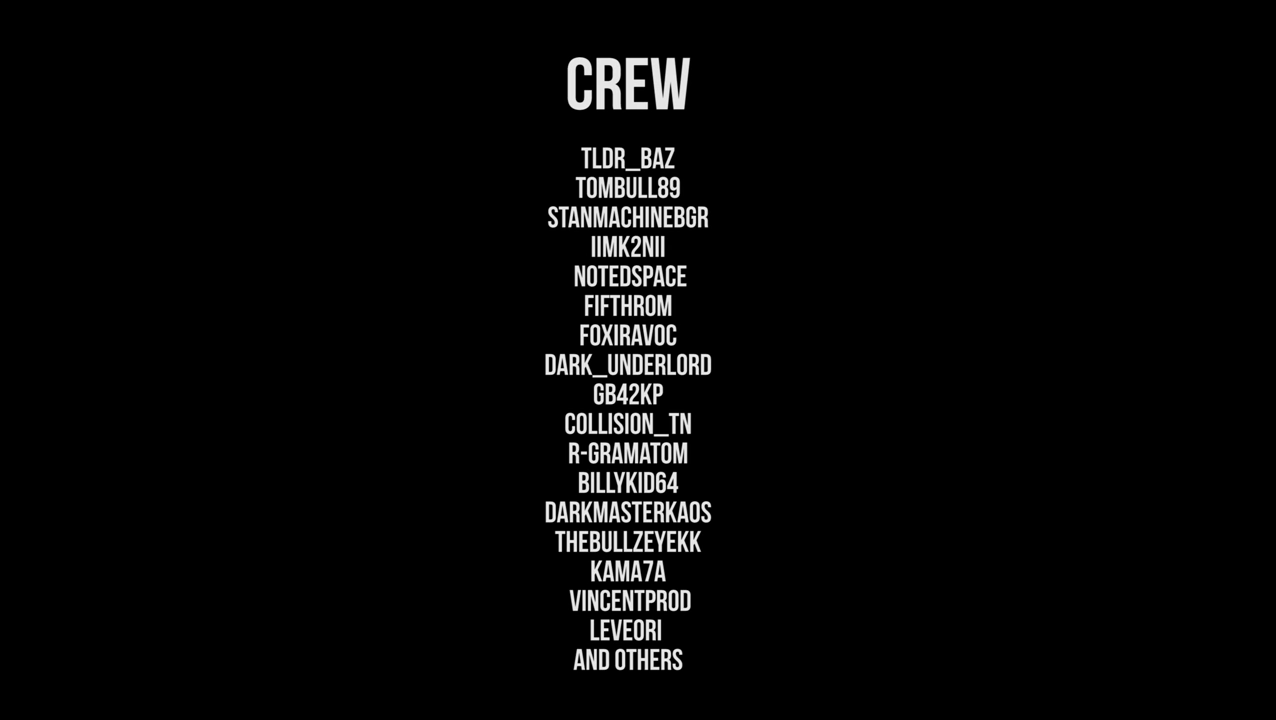 CREW
TLDR_BAZ
TOMBULL89
STANMACHINEBGR
IIMK2NII
NOTEDSPACE
FIFTHROM
FOXIRAVOC
DARK_UNDERLORD
GB42KP
COLLISION_TN
R-GRAMATOM
BILLYKID64
DARKMASTERKAOS
THEBULLZEYEKK
KAMA7A
VINCENTPROD
LEVEORI
AND OTHERS